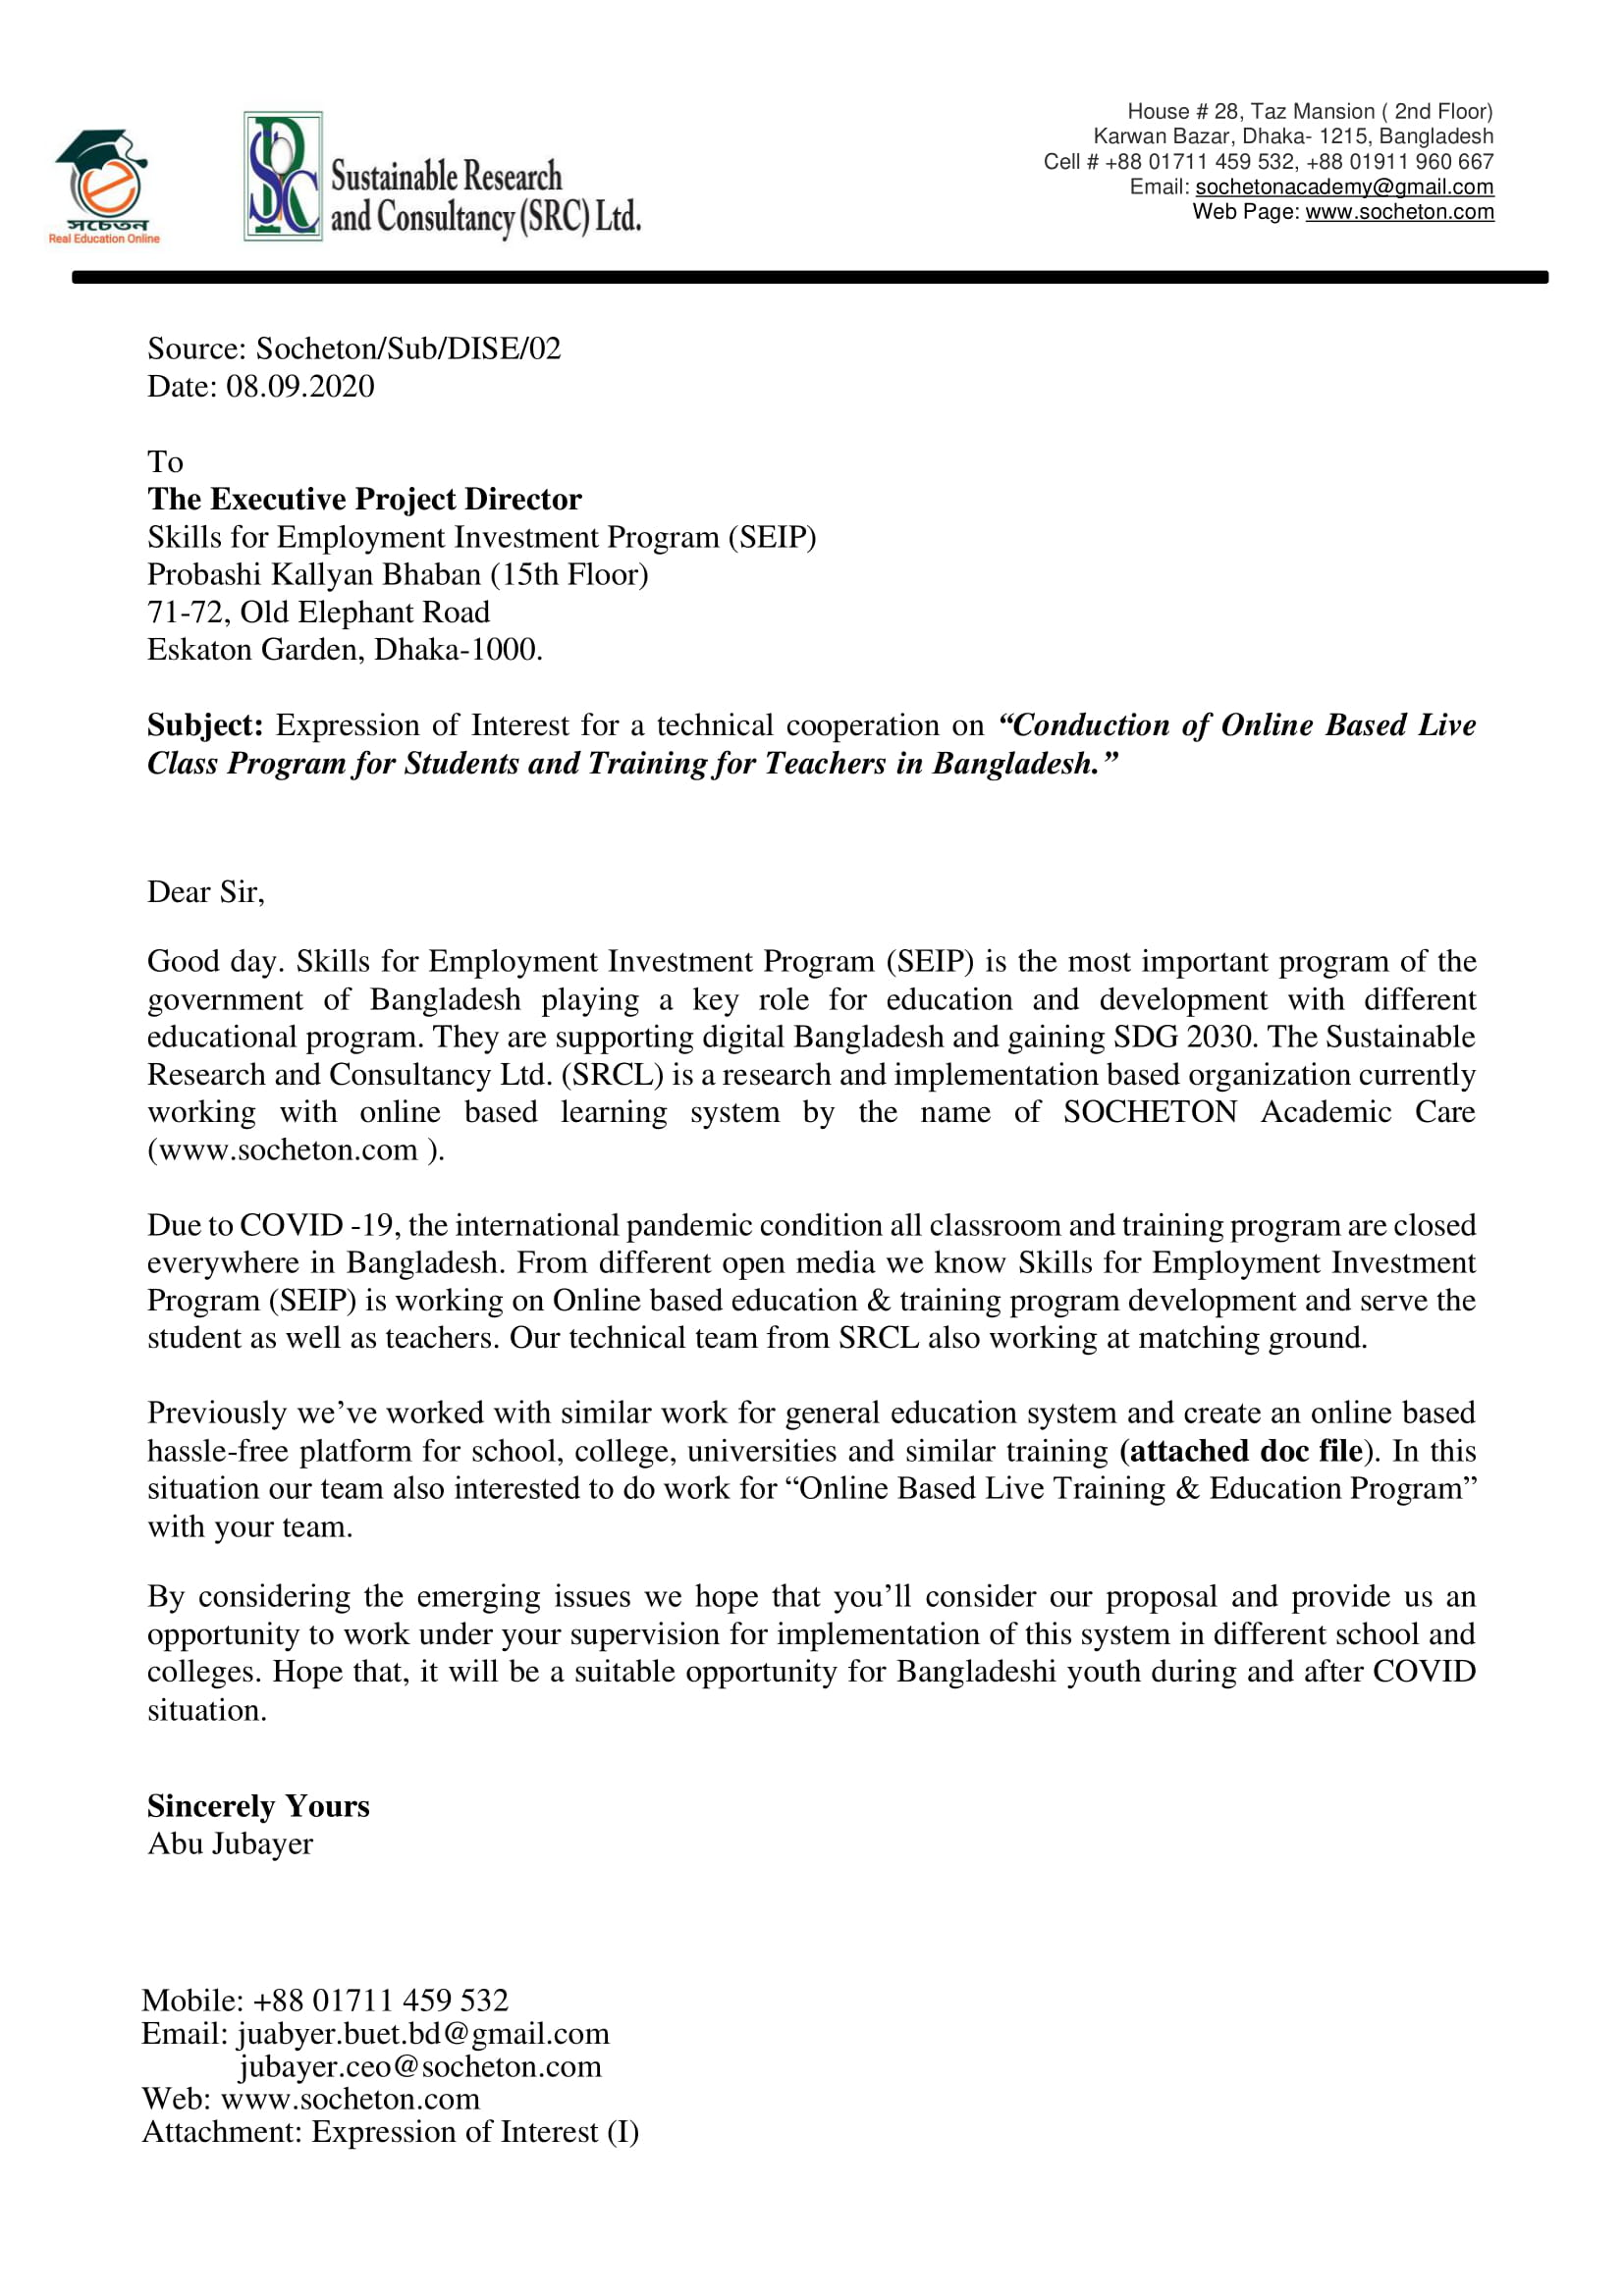 সচেতন
Real Education Online
Sustainable Research
and Consultancy (SRC) Ltd.
House # 28, Taz Mansion ( 2nd Floor)
Karwan Bazar, Dhaka- 1215, Bangladesh
Cell # +88 01711 459 532, +88 01911 960 667
Email: sochetonacademy@gmail.com
Web Page: www.socheton.com
Source: Socheton/Sub/DISE/02
Date: 08.09.2020
To
The Executive Project Director
Skills for Employment Investment Program (SEIP)
Probashi Kallyan Bhaban (15th Floor)
71-72, Old Elephant Road
Eskaton Garden, Dhaka-1000.
Subject: Expression of Interest for a technical cooperation on “Conduction of Online Based Live
Class Program for Students and Training for Teachers in Bangladesh.”
Dear Sir,
Good day. Skills for Employment Investment Program (SEIP) is the most important program of the
government of Bangladesh playing a key role for education and development with different
educational program. They are supporting digital Bangladesh and gaining SDG 2030. The Sustainable
Research and Consultancy Ltd. (SRCL) is a research and implementation based organization currently
working with online based learning system by the name of SOCHETON Academic Care
(www.socheton.com ).
Due to COVID -19, the international pandemic condition all classroom and training program are closed
everywhere in Bangladesh. From different open media we know Skills for Employment Investment
Program (SEIP) is working on Online based education & training program development and serve the
student as well as teachers. Our technical team from SRCL also working at matching ground.
Previously we’ve worked with similar work for general education system and create an online based
hassle-free platform for school, college, universities and similar training (attached doc file). In this
situation our team also interested to do work for “Online Based Live Training & Education Program”
with your team.
By considering the emerging issues we hope that you’ll consider our proposal and provide us an
opportunity to work under your supervision for implementation of this system in different school and
colleges. Hope that, it will be a suitable opportunity for Bangladeshi youth during and after COVID
situation.
Sincerely Yours
Abu Jubayer
Mobile: +88 01711 459 532
Email: juabyer.buet.bd@gmail.com
jubayer.ceo@socheton.com
Web: www.socheton.com
Attachment: Expression of Interest (I)